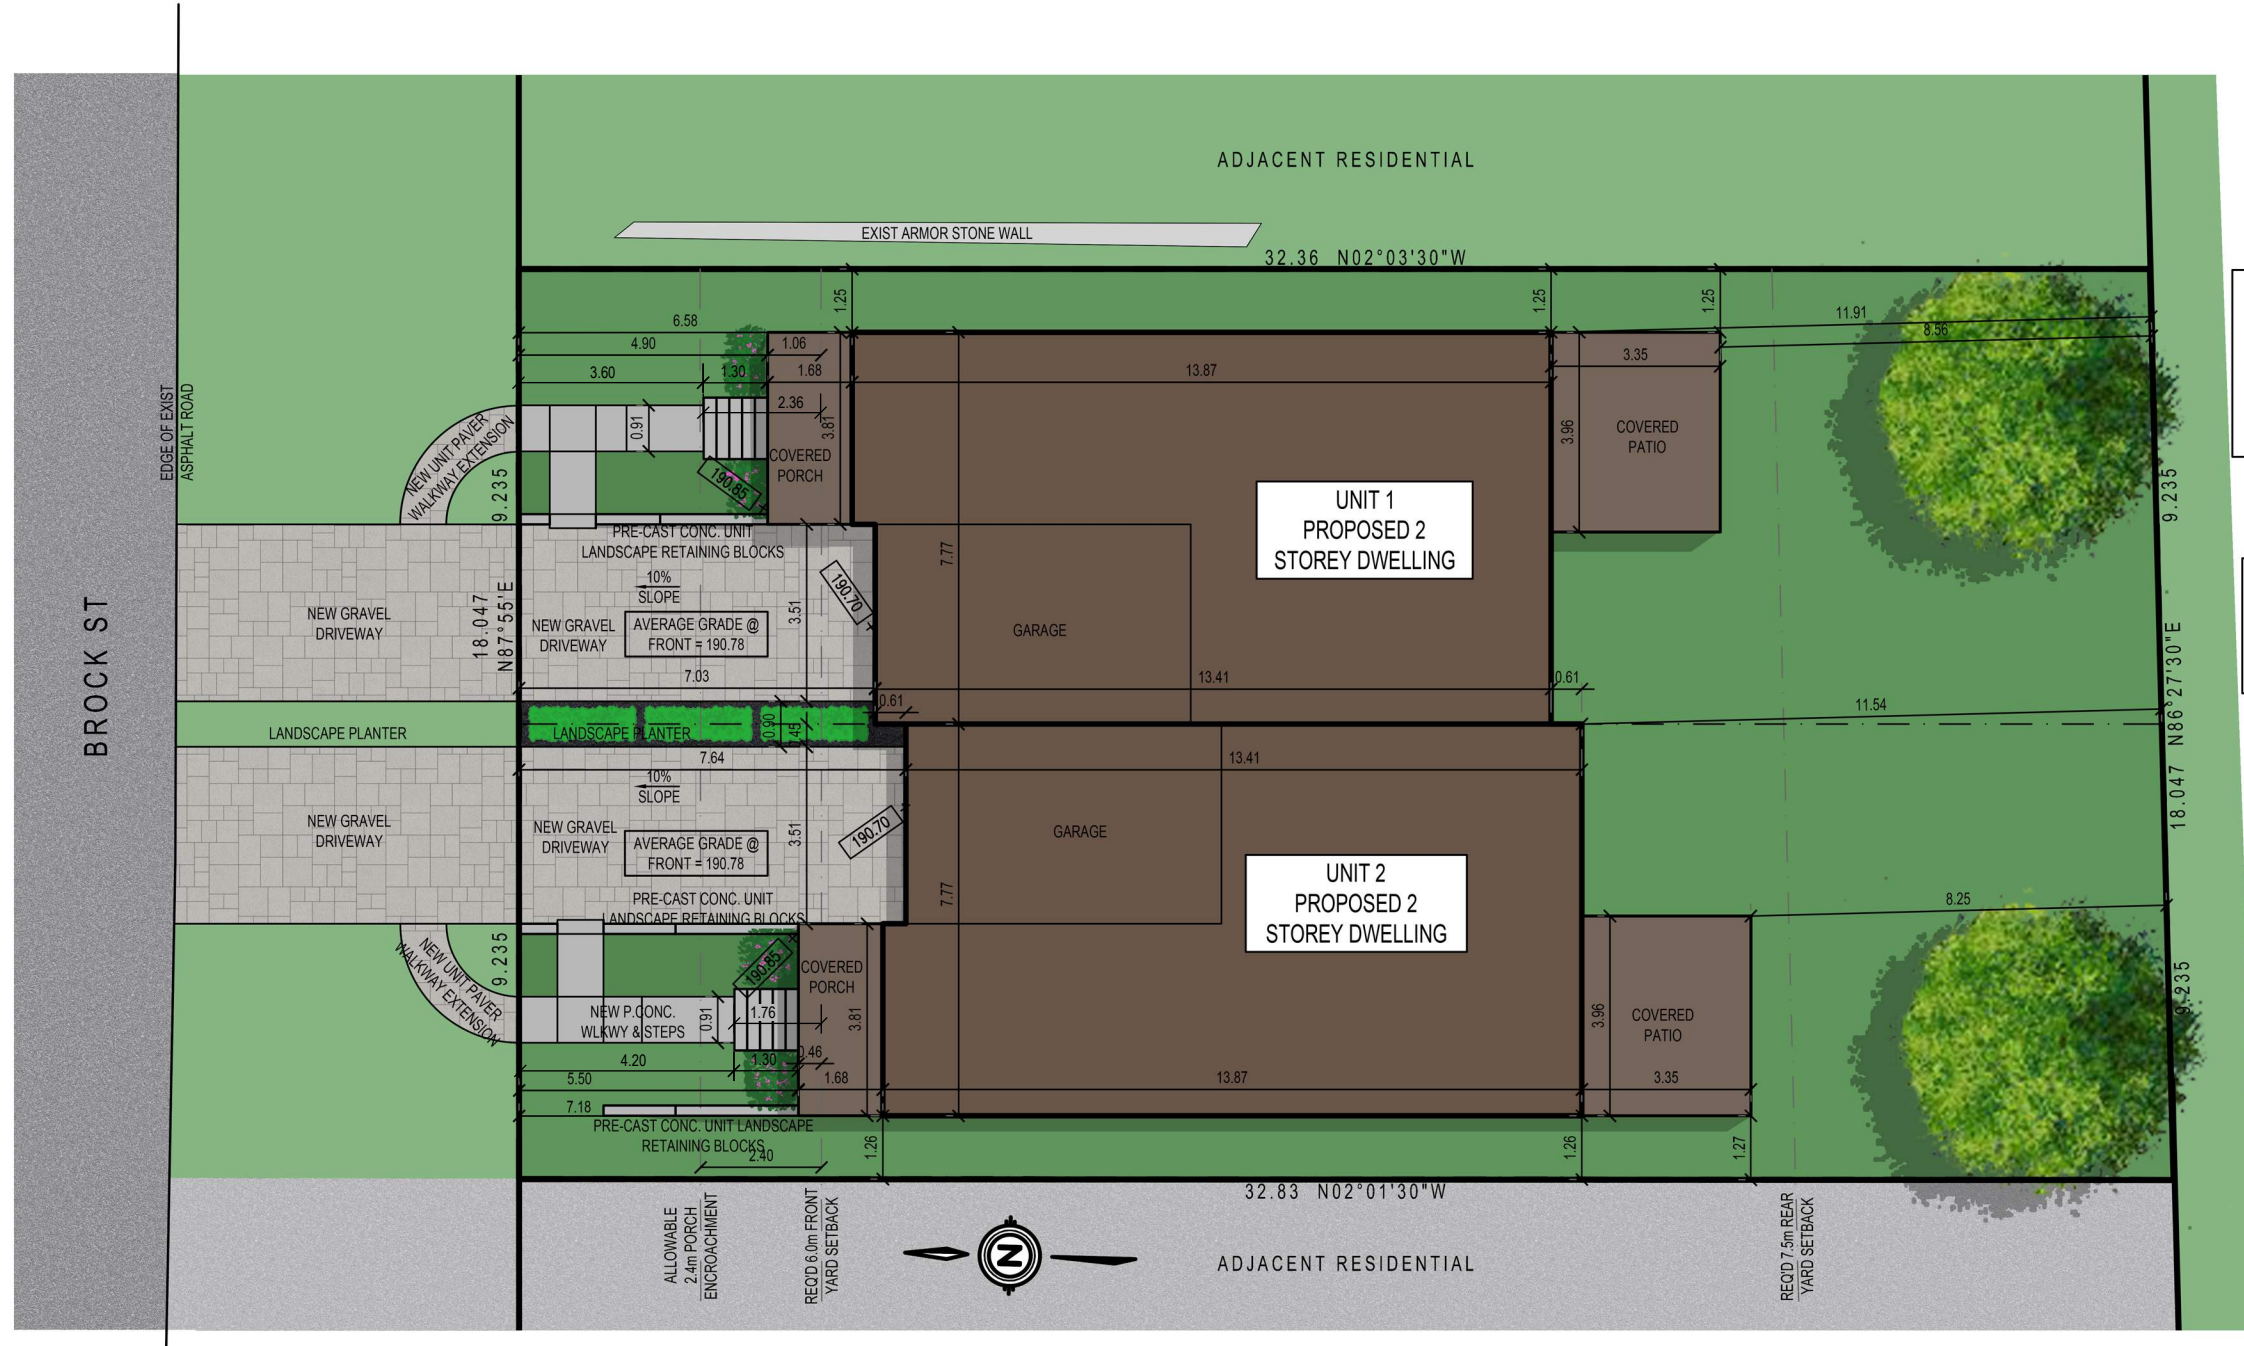 ADJACENT RESIDENTIAL
EXIST ARMOR STONE WALL
32.36 N02°03'30"W
1.25
1.25
1.25
6.58
11.91
8.56
4.90
1.06
3.35
3.60
1.30
1.68
13.87
2.36
0.91
3.81
3.96
EDGE OF EXIST
ASPHALT ROAD
NEW UNIT PAVER
WALKWAY EXTENSION
9.235
COVERED
PORCH
190.85
COVERED
PATIO
9.235
UNIT 1
PROPOSED 2
STOREY DWELLING
PRE-CAST CONC. UNIT
LANDSCAPE RETAINING BLOCKS
7.77
10%
SLOPE
190.70
NEW GRAVEL
DRIVEWAY
18.047
N87°55'E
NEW GRAVEL
DRIVEWAY
AVERAGE GRADE @
FRONT = 190.78
3.51
GARAGE
BROCK ST
7.03
13.41
0.61
0.61
11.54
18.047 N86°27'30"E
LANDSCAPE PLANTER
LANDSCAPE PLANTER
0.90
7.45
7.64
13.41
10%
SLOPE
NEW GRAVEL
DRIVEWAY
NEW GRAVEL
DRIVEWAY
AVERAGE GRADE @
FRONT = 190.78
3.51
190.70
GARAGE
7.77
UNIT 2
PROPOSED 2
STOREY DWELLING
PRE-CAST CONC. UNIT
LANDSCAPE RETAINING BLOCKS
8.25
9.235
NEW UNIT PAVER
WALKWAY EXTENSION
190.85
COVERED
PORCH
9.235
NEW P.CONC.
WLKWY & STEPS
0.91
1.76
3.81
3.96
COVERED
PATIO
4.20
1.30
0.46
5.50
1.68
13.87
3.35
7.18
PRE-CAST CONC. UNIT LANDSCAPE
RETAINING BLOCKS
2.40
1.26
1.26
1.27
32.83 N02°01'30"W
ALLOWABLE
2.4m PORCH
ENCROACHMENT
REQ'D 6.0m FRONT
YARD SETBACK
N
ADJACENT RESIDENTIAL
REQ'D 7.5m REAR
YARD SETBACK